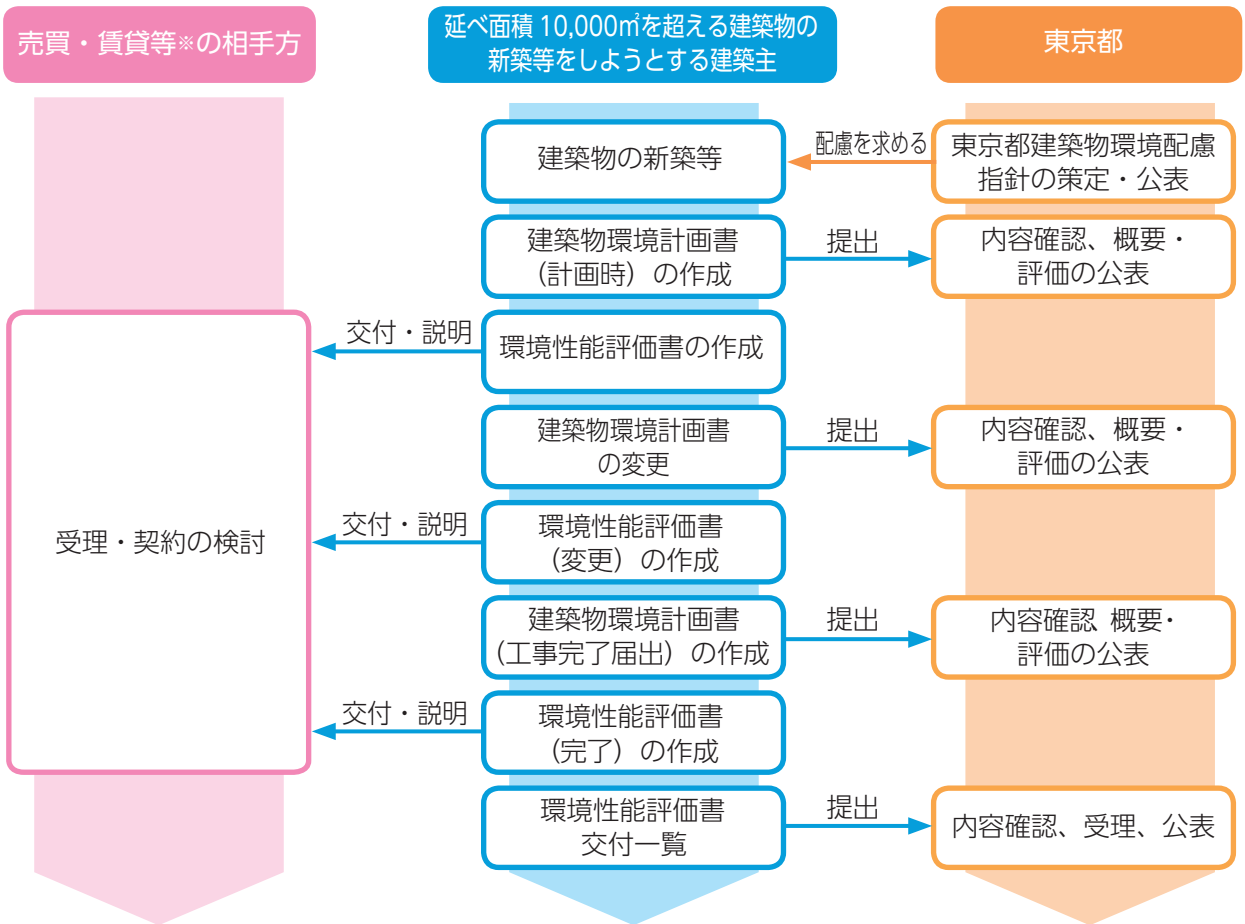 売買・賃貸等※の相手方
延べ面積 10,000㎡を超える建築物の
新築等をしようとする建築主
東京都
建築物の新築等
配慮を求める
東京都建築物環境配慮
指針の策定・公表
建築物環境計画書
（計画時）の作成
提出
内容確認、概要・
評価の公表
交付・説明
環境性能評価書の作成
建築物環境計画書
の変更
提出
内容確認、概要・
評価の公表
受理・契約の検討
交付・説明
環境性能評価書
（変更）の作成
建築物環境計画書
（工事完了届出）の作成
提出
内容確認、概要・
評価の公表
交付・説明
環境性能評価書
（完了）の作成
環境性能評価書
交付一覧
提出
内容確認、受理、公表